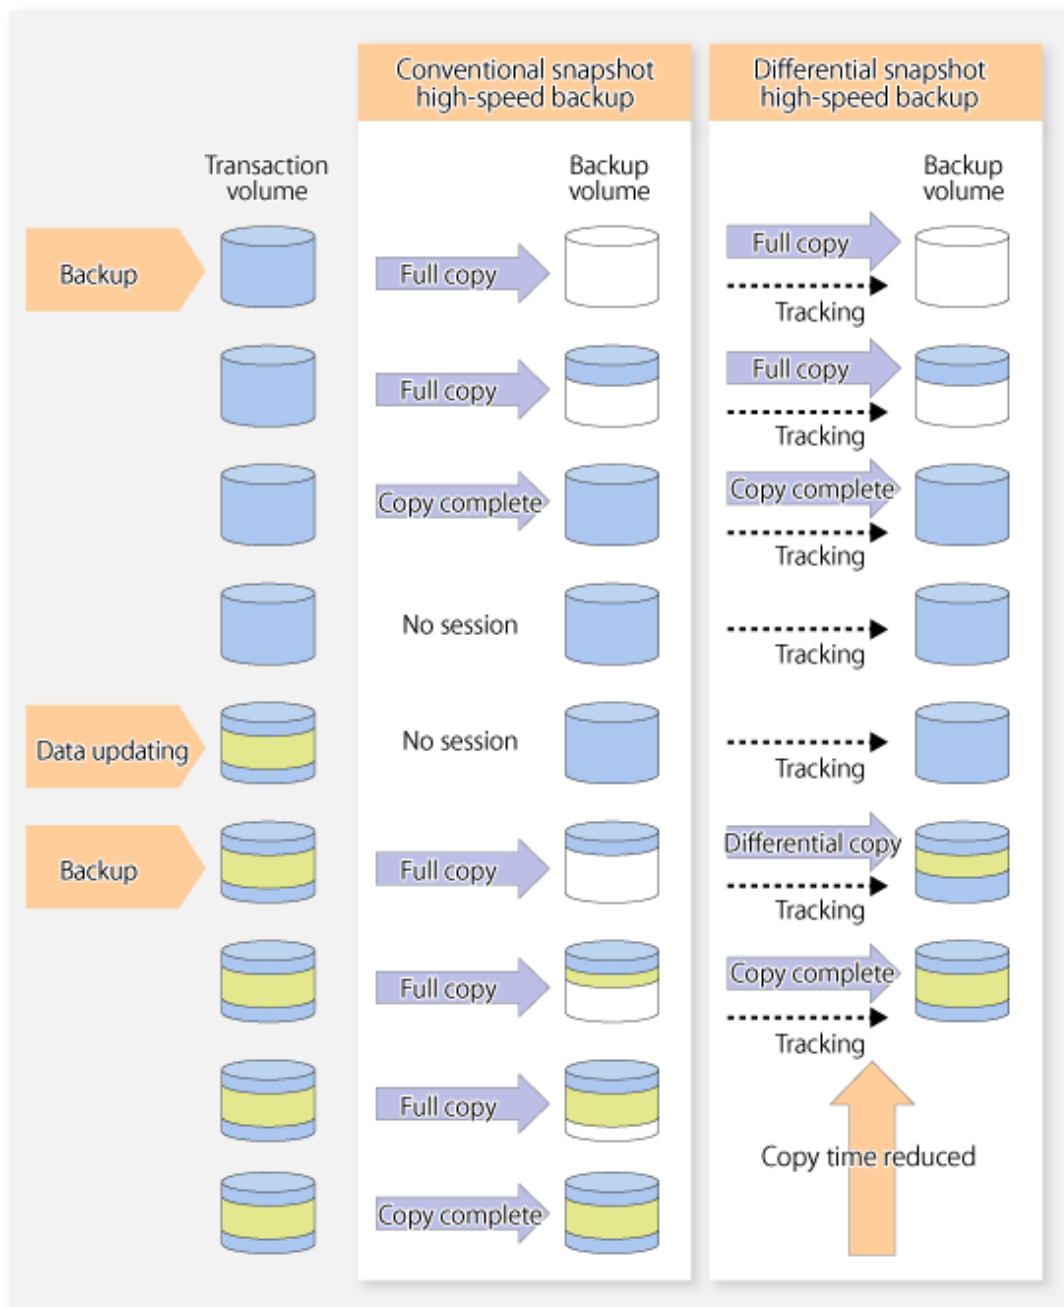 Conventional snapshot
high-speed backup
Differential snapshot
high-speed backup
Transaction
volume
Backup
volume
Backup
volume
Backup
Full copy
Full copy
Tracking
Full copy
Full copy
Tracking
Copy complete
Copy complete
Tracking
No session
Tracking
Data updating
No session
Tracking
Backup
Full copy
Differential copy
Tracking
Full copy
Copy complete
Tracking
Full copy
Copy time reduced
Copy complete